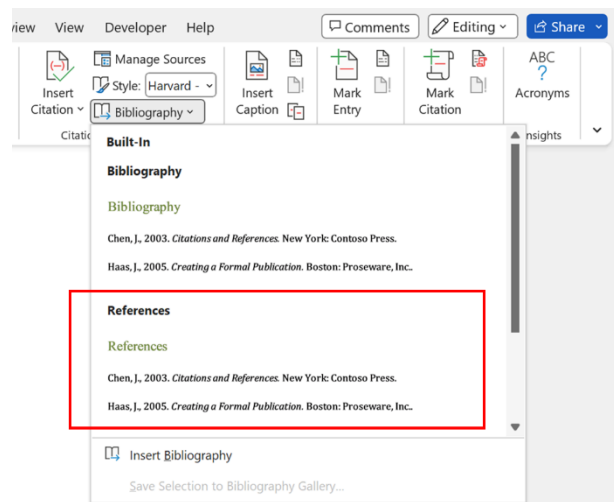 view View Developer Help Comments Editing Share
Insert Citation
Manage Sources
Style: Harvard -
Bibliography
Insert Caption
Mark Entry
Mark Citation
ABC
?
Acronyms
Citatic
nsights
Built-In
Bibliography
Bibliography
Chen, J., 2003. Citations and References. New York: Contoso Press.
Haas, J., 2005. Creating a Formal Publication. Boston: Proseware, Inc..
References
References
Chen, J., 2003. Citations and References. New York: Contoso Press.
Haas, J., 2005. Creating a Formal Publication. Boston: Proseware, Inc..
Insert Bibliography
Save Selection to Bibliography Gallery...